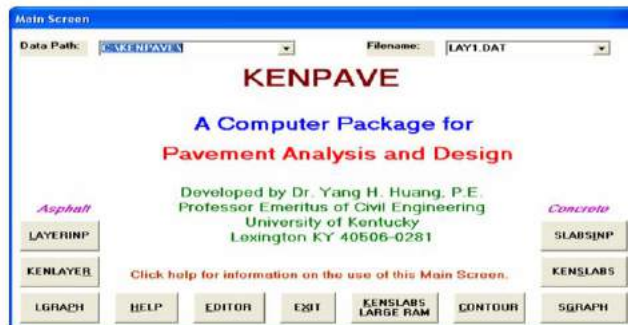 Main Screen
Data Path: C:\KENPAVE\ Filename: LAY1.DAT
KENPAVE
A Computer Package for
Pavement Analysis and Design
Developed by Dr. Yang H. Huang, P.E.
Professor Emeritus of Civil Engineering
University of Kentucky
Lexington KY 40506-0281
Asphalt Concrete
LAYERINP SLABSINP
KENLAYER KENSLABS
Click help for information on the use of this Main Screen.
LGRAPH HELP EDITOR EXIT KENSLABS LARGE RAM CONTOUR SGRAPH